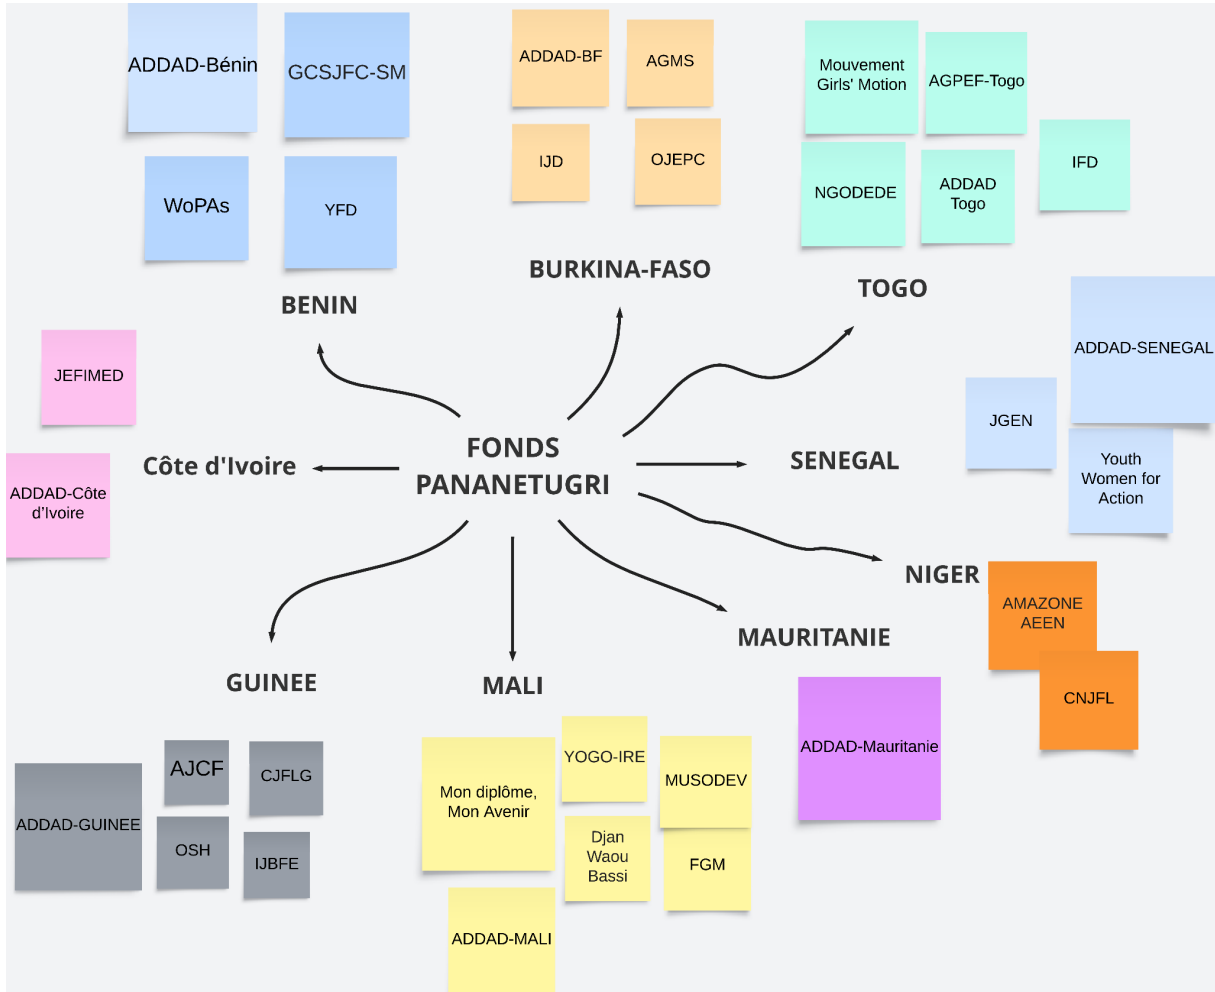 ADDAD-Bénin
GCSJFC-SM
WoPAs
YFD
BENIN
ADDAD-BF
AGMS
IJD
OJEPC
BURKINA-FASO
Mouvement
Girls' Motion
AGPEF-Togo
IFD
NGODEDE
ADDAD
Togo
TOGO
JEFIMED
ADDAD-Côte
d'Ivoire
Côte d'Ivoire
FONDS
PANANETUGRI
SENEGAL
ADDAD-SENEGAL
JGEN
Youth
Women for
Action
NIGER
AMAZONE
AEEN
CNJFL
MAURITANIE
ADDAD-Mauritanie
GUINEE
AJCF
CJFLG
ADDAD-GUINEE
OSH
IJBFE
MALI
Mon diplôme,
Mon Avenir
YOGO-IRE
MUSODEV
Djan
Waou
Bassi
FGM
ADDAD-MALI